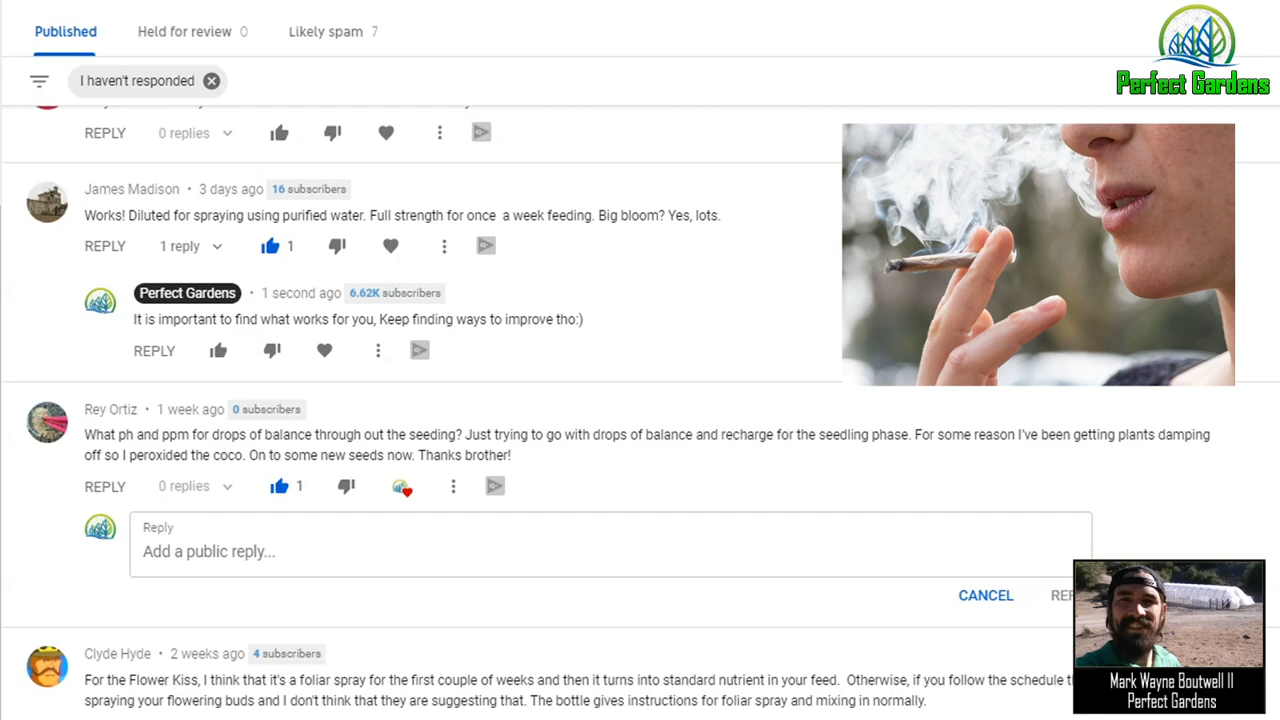 Published Held for review 0 Likely spam 7
Perfect Gardens
I haven't responded
REPLY 0 replies
James Madison • 3 days ago 16 subscribers
Works! Diluted for spraying using purified water. Full strength for once a week feeding. Big bloom? Yes, lots.
REPLY 1 reply 1
Perfect Gardens • 1 second ago 6.62K subscribers
It is important to find what works for you, Keep finding ways to improve tho:)
REPLY
Rey Ortiz • 1 week ago 0 subscribers
What ph and ppm for drops of balance through out the seeding? Just trying to go with drops of balance and recharge for the seedling phase. For some reason I've been getting plants damping
off so I peroxided the coco. On to some new seeds now. Thanks brother!
REPLY 0 replies 1
Reply
Add a public reply...
CANCEL
Clyde Hyde • 2 weeks ago 4 subscribers
For the Flower Kiss, I think that it's a foliar spray for the first couple of weeks and then it turns into standard nutrient in your feed. Otherwise, if you follow the schedule
spraying your flowering buds and I don't think that they are suggesting that. The bottle gives instructions for foliar spray and mixing in normally.
Mark Wayne Boutwell II
Perfect Gardens